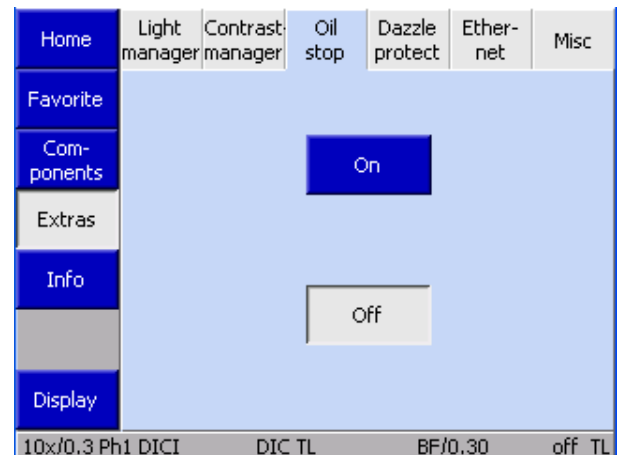 Home
Light
manager
Contrast-
manager
Oil
stop
Dazzle
protect
Ether-
net
Misc
Favorite
Com-
ponents
On
Extras
Info
Off
Display
10x/0.3 Ph1 DICI DIC TL BF/0.30 off TL